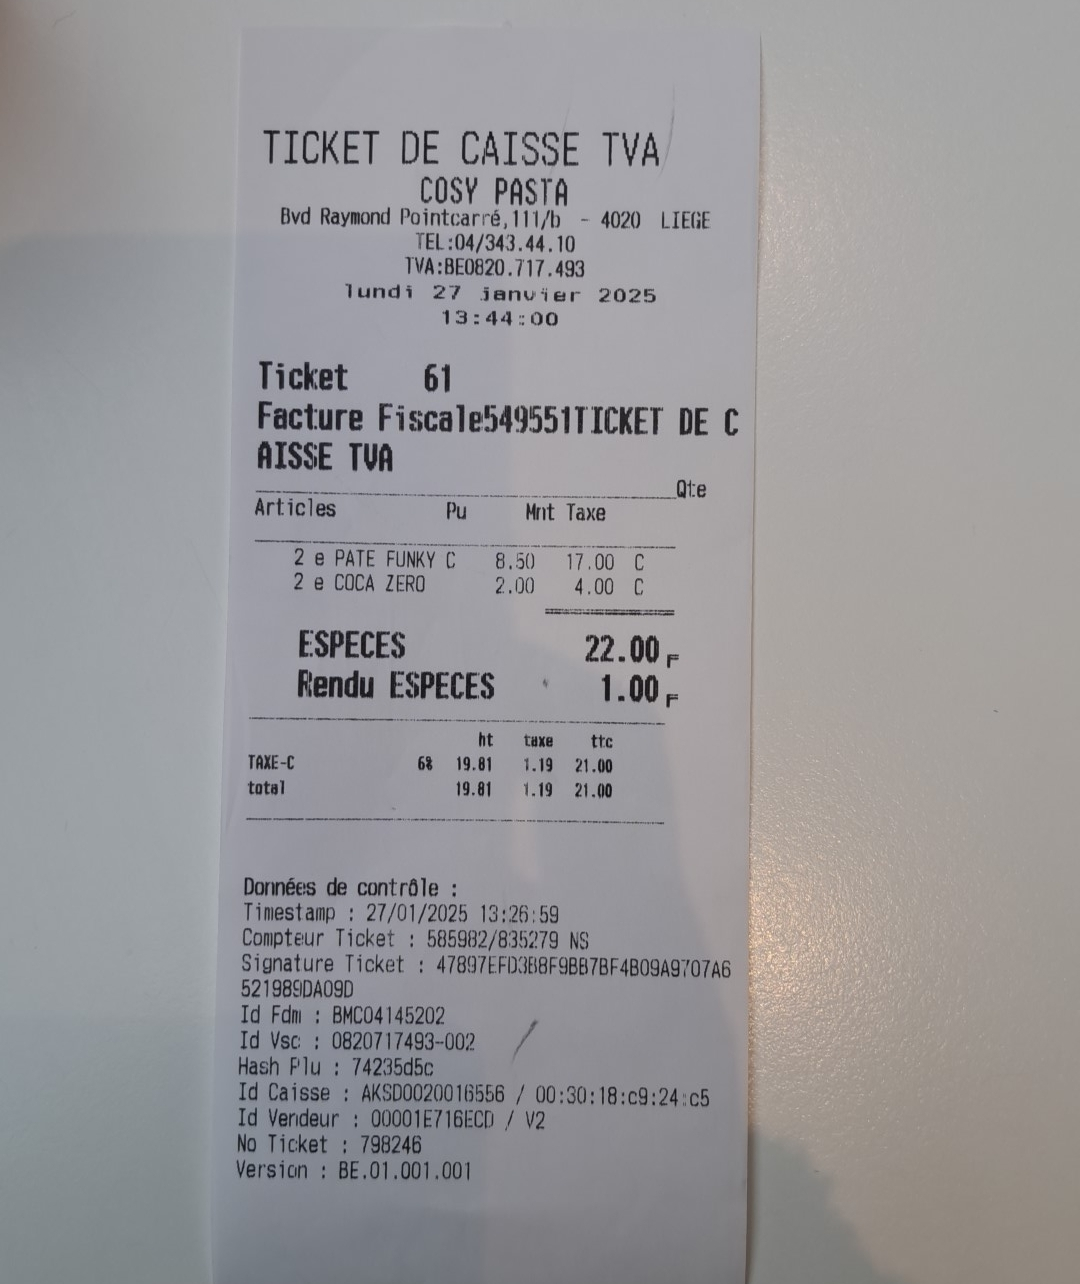 TICKET DE CAISSE TVA
COSY PASTA
Bvd Raymond Pointcarré,111/b - 4020 LIEGE
TEL:04/343.44.10
TVA:BE0820.717.493
lundi 27 janvier 2025
13:44:00
Ticket 61
Facture Fiscale549551TICKET DE C
AISSE TVA
Qte
Articles Pu Mnt Taxe
2 e PATE FUNKY C 8.50 17.00 C
2 e COCA ZERO 2.00 4.00 C
ESPECES 22.00 F
Rendu ESPECES 1.00 F
ht taxe ttc
TAXE-C 6% 19.81 1.19 21.00
total 19.81 1.19 21.00
Données de contrôle :
Timestamp : 27/01/2025 13:26:59
Compteur Ticket : 585982/835279 NS
Signature Ticket : 47897EFD3B8F9BB7BF4B09A9707A6
521989DA09D
Id Fdm : BMC04145202
Id Vsc : 0820717493-002
Hash Plu : 74235d5c
Id Caisse : AKSD0020016556 / 00:30:18:c9:24:c5
Id Vendeur : 00001E716ECD / V2
No Ticket : 798246
Version : BE.01.001.001